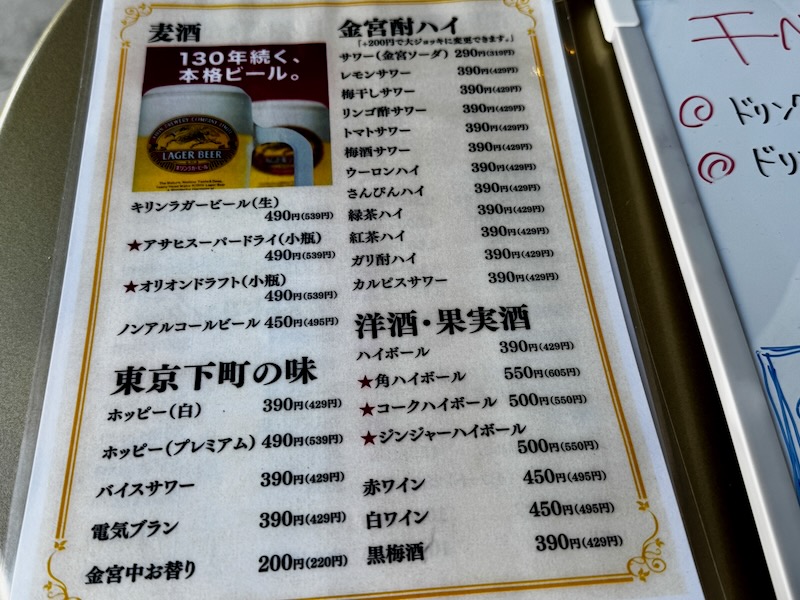 麦酒
130年続く、
本格ビール。
LAGER BEER
キリンラガービール(生)
490円(539円)
★アサヒスーパードライ(小瓶)
490円(539円)
★オリオンドラフト(小瓶)
490円(539円)
ノンアルコールビール 450円(495円)
東京下町の味
ホッピー(白) 390円(429円)
ホッピー(プレミアム) 490円(539円)
バイスサワー 390円(429円)
電気ブラン 390円(429円)
金宮中お替り 200円(220円)
金宮酎ハイ
「+200円で大ジョッキに変更できます。」
サワー(金宮ソーダ) 290円(319円)
レモンサワー 390円(429円)
梅干しサワー 390円(429円)
リンゴ酢サワー 390円(429円)
トマトサワー 390円(429円)
梅酒サワー 390円(429円)
ウーロンハイ 390円(429円)
さんぴんハイ 390円(429円)
緑茶ハイ 390円(429円)
紅茶ハイ 390円(429円)
ガリ酎ハイ 390円(429円)
カルピスサワー 390円(429円)
洋酒・果実酒
ハイボール 390円(429円)
★角ハイボール 550円(605円)
★コークハイボール 500円(550円)
★ジンジャーハイボール
500円(550円)
赤ワイン 450円(495円)
白ワイン 450円(495円)
黒梅酒 390円(429円)
ドリンク
ドリ